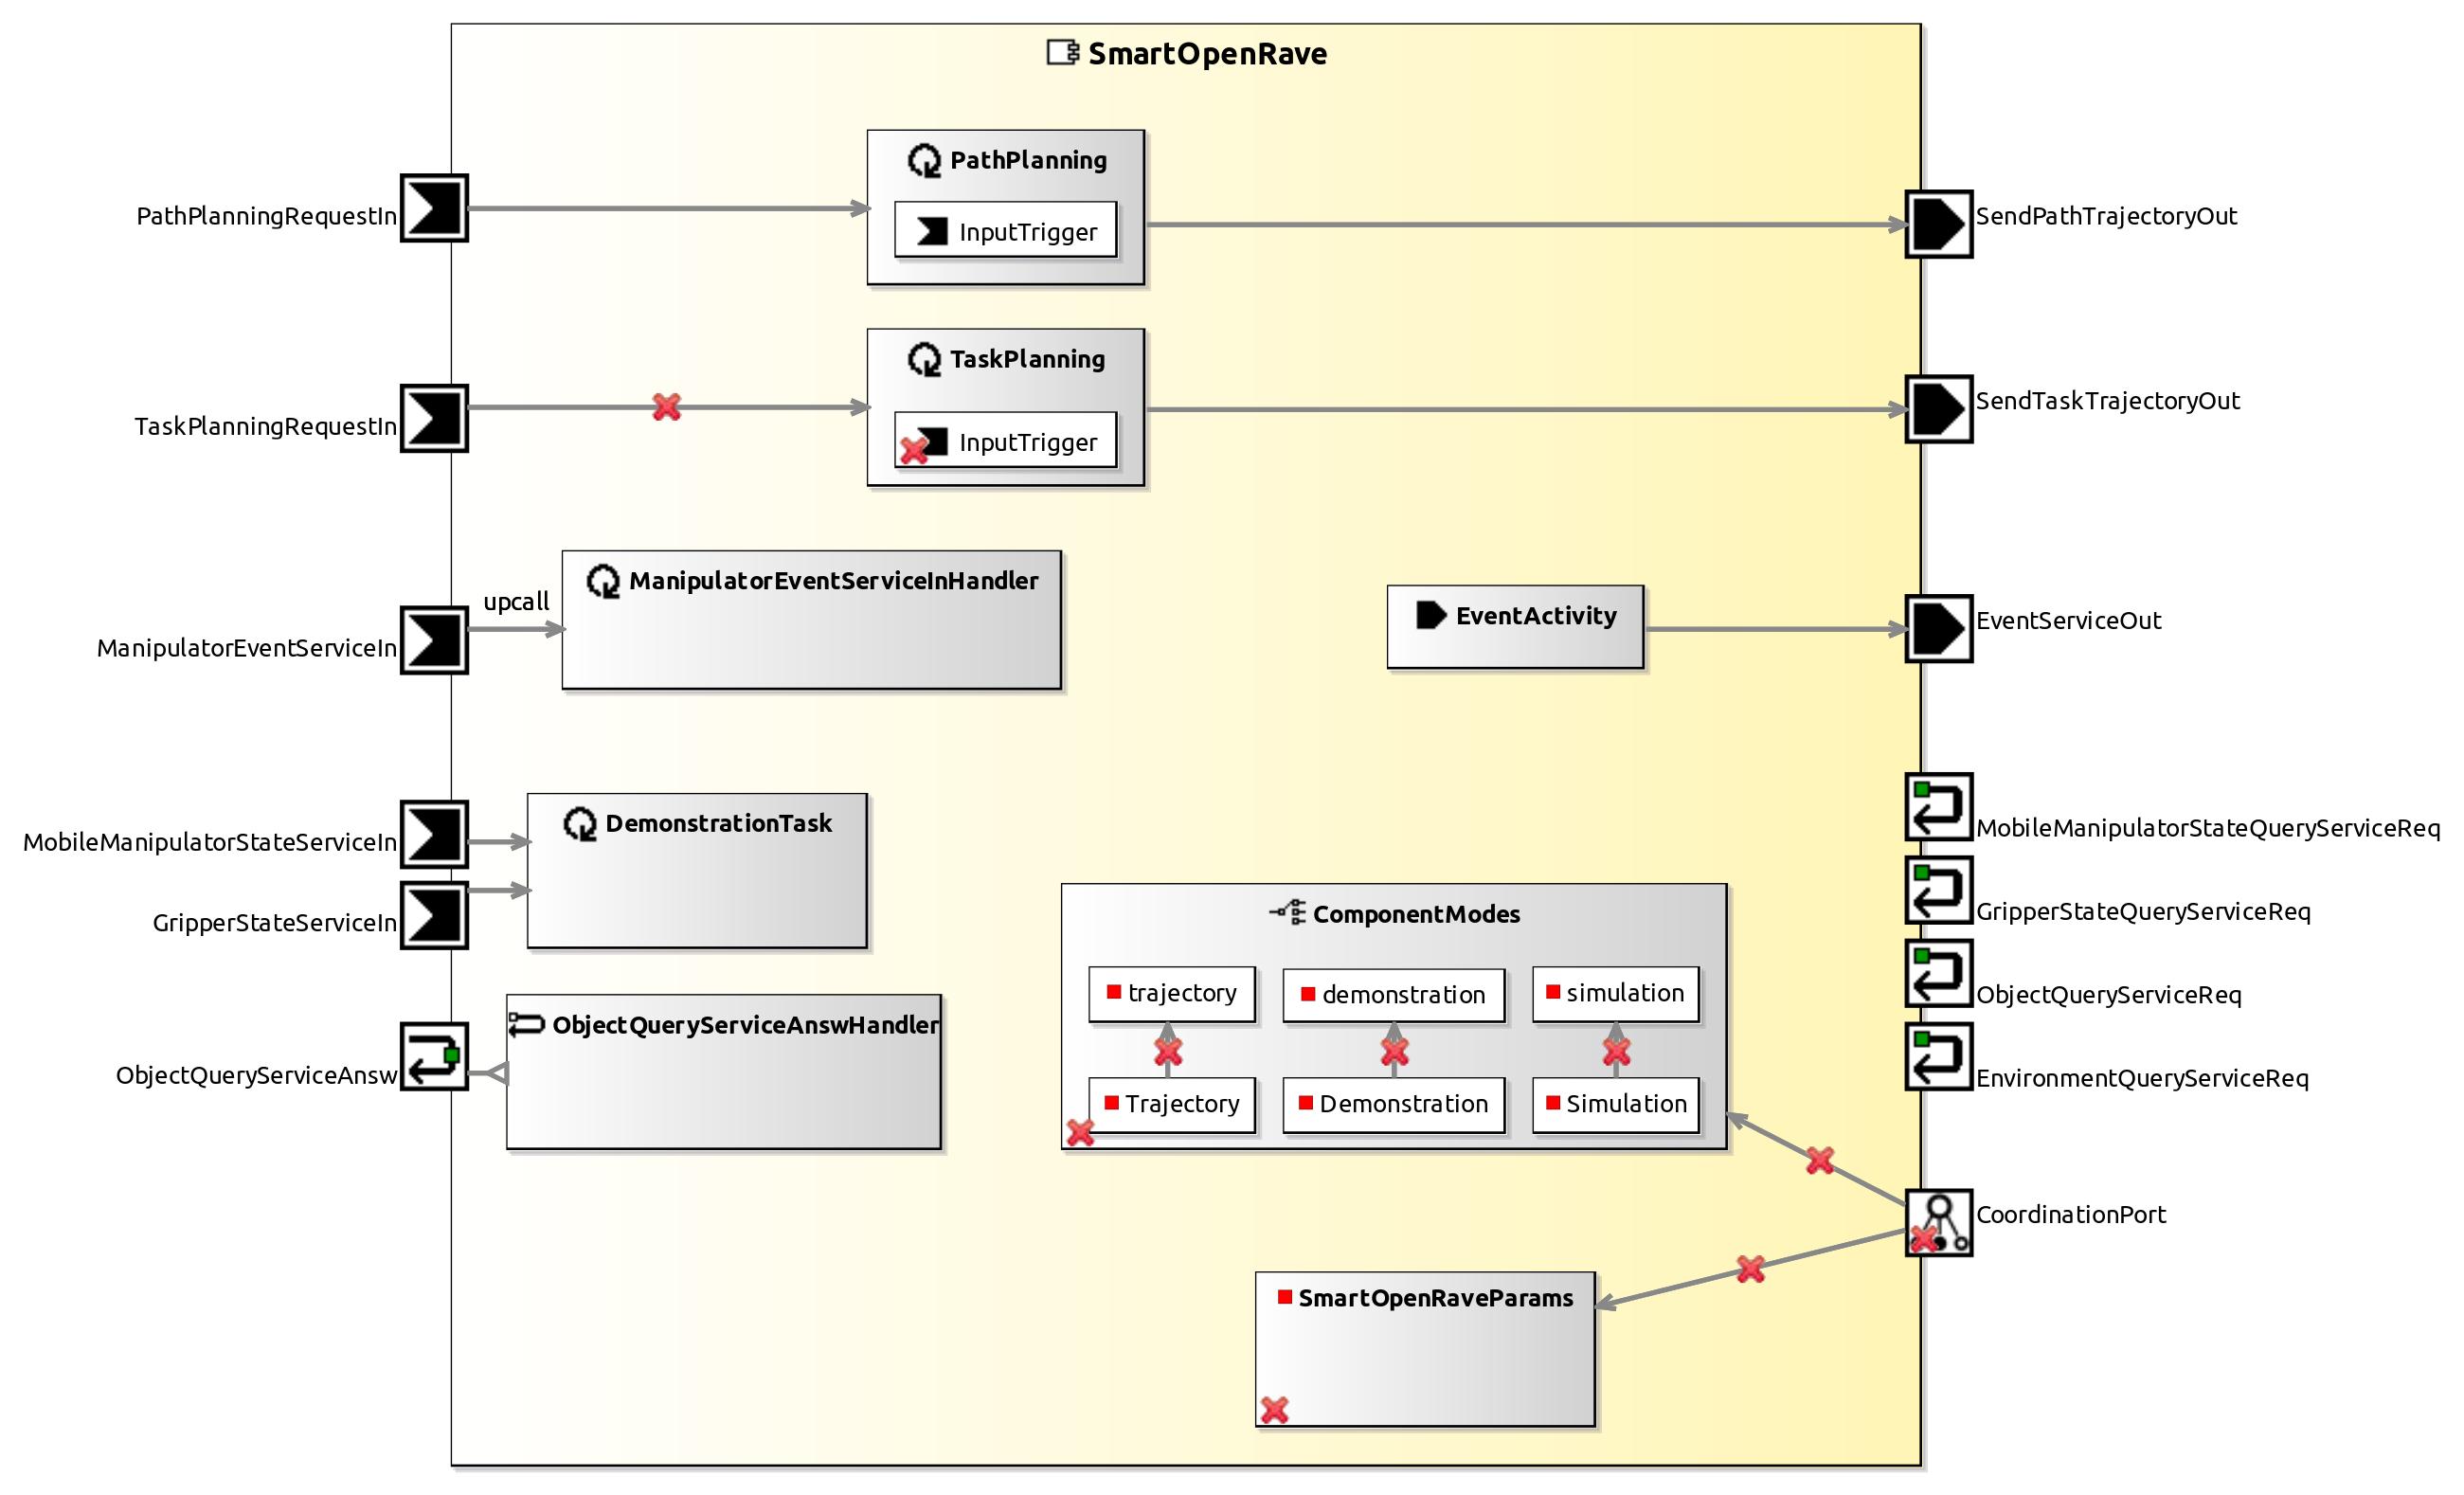 SmartOpenRave
PathPlanning
InputTrigger
PathPlanningRequestIn
SendPathTrajectoryOut
TaskPlanning
InputTrigger
TaskPlanningRequestIn
SendTaskTrajectoryOut
upcall
ManipulatorEventServiceInHandler
ManipulatorEventServiceIn
EventActivity
EventServiceOut
DemonstrationTask
MobileManipulatorStateServiceIn
GripperStateServiceIn
MobileManipulatorStateQueryServiceReq
GripperStateQueryServiceReq
ObjectQueryServiceReq
EnvironmentQueryServiceReq
ObjectQueryServiceAnswHandler
ObjectQueryServiceAnsw
ComponentModes
trajectory
demonstration
simulation
Trajectory
Demonstration
Simulation
CoordinationPort
SmartOpenRaveParams